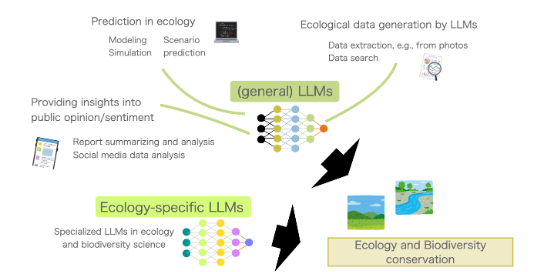 Prediction in ecology
Modeling
Simulation
Scenario
prediction
Ecological data generation by LLMs
Data extraction, e.g., from photos
Data search
(general) LLMs
Providing insights into
public opinion/sentiment
Report summarizing and analysis
Social media data analysis
Ecology-specific LLMs
Specialized LLMs in ecology
and biodiversity science
Ecology and Biodiversity
conservation